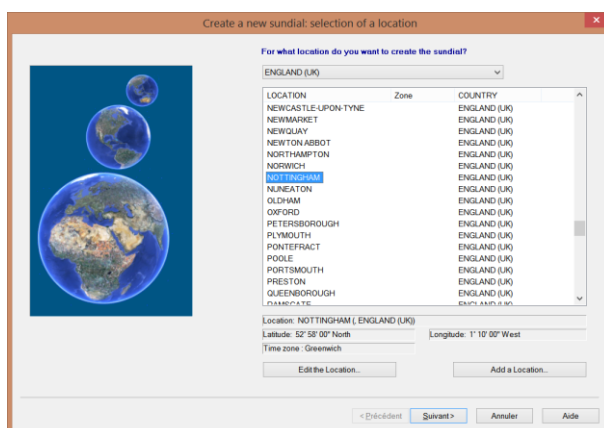 Create a new sundial: selection of a location
For what location do you want to create the sundial?
ENGLAND (UK)
LOCATION Zone COUNTRY
NEWCASTLE-UPON-TYNE ENGLAND (UK)
NEWMARKET ENGLAND (UK)
NEWQUAY ENGLAND (UK)
NEWTON ABBOT ENGLAND (UK)
NORTHAMPTON ENGLAND (UK)
NORWICH ENGLAND (UK)
NOTTINGHAM ENGLAND (UK)
NUNEATON ENGLAND (UK)
OLDHAM ENGLAND (UK)
OXFORD ENGLAND (UK)
PETERSBOROUGH ENGLAND (UK)
PLYMOUTH ENGLAND (UK)
PONTEFRACT ENGLAND (UK)
POOLE ENGLAND (UK)
PORTSMOUTH ENGLAND (UK)
PRESTON ENGLAND (UK)
QUEENBOROUGH ENGLAND (UK)
RAMSGATE ENGLAND (UK)
Location: NOTTINGHAM (, ENGLAND (UK))
Latitude: 52° 58' 00" North Longitude: 1° 10' 00" West
Time zone : Greenwich
Edit the Location... Add a Location...
< Précédent Suivant > Annuler Aide